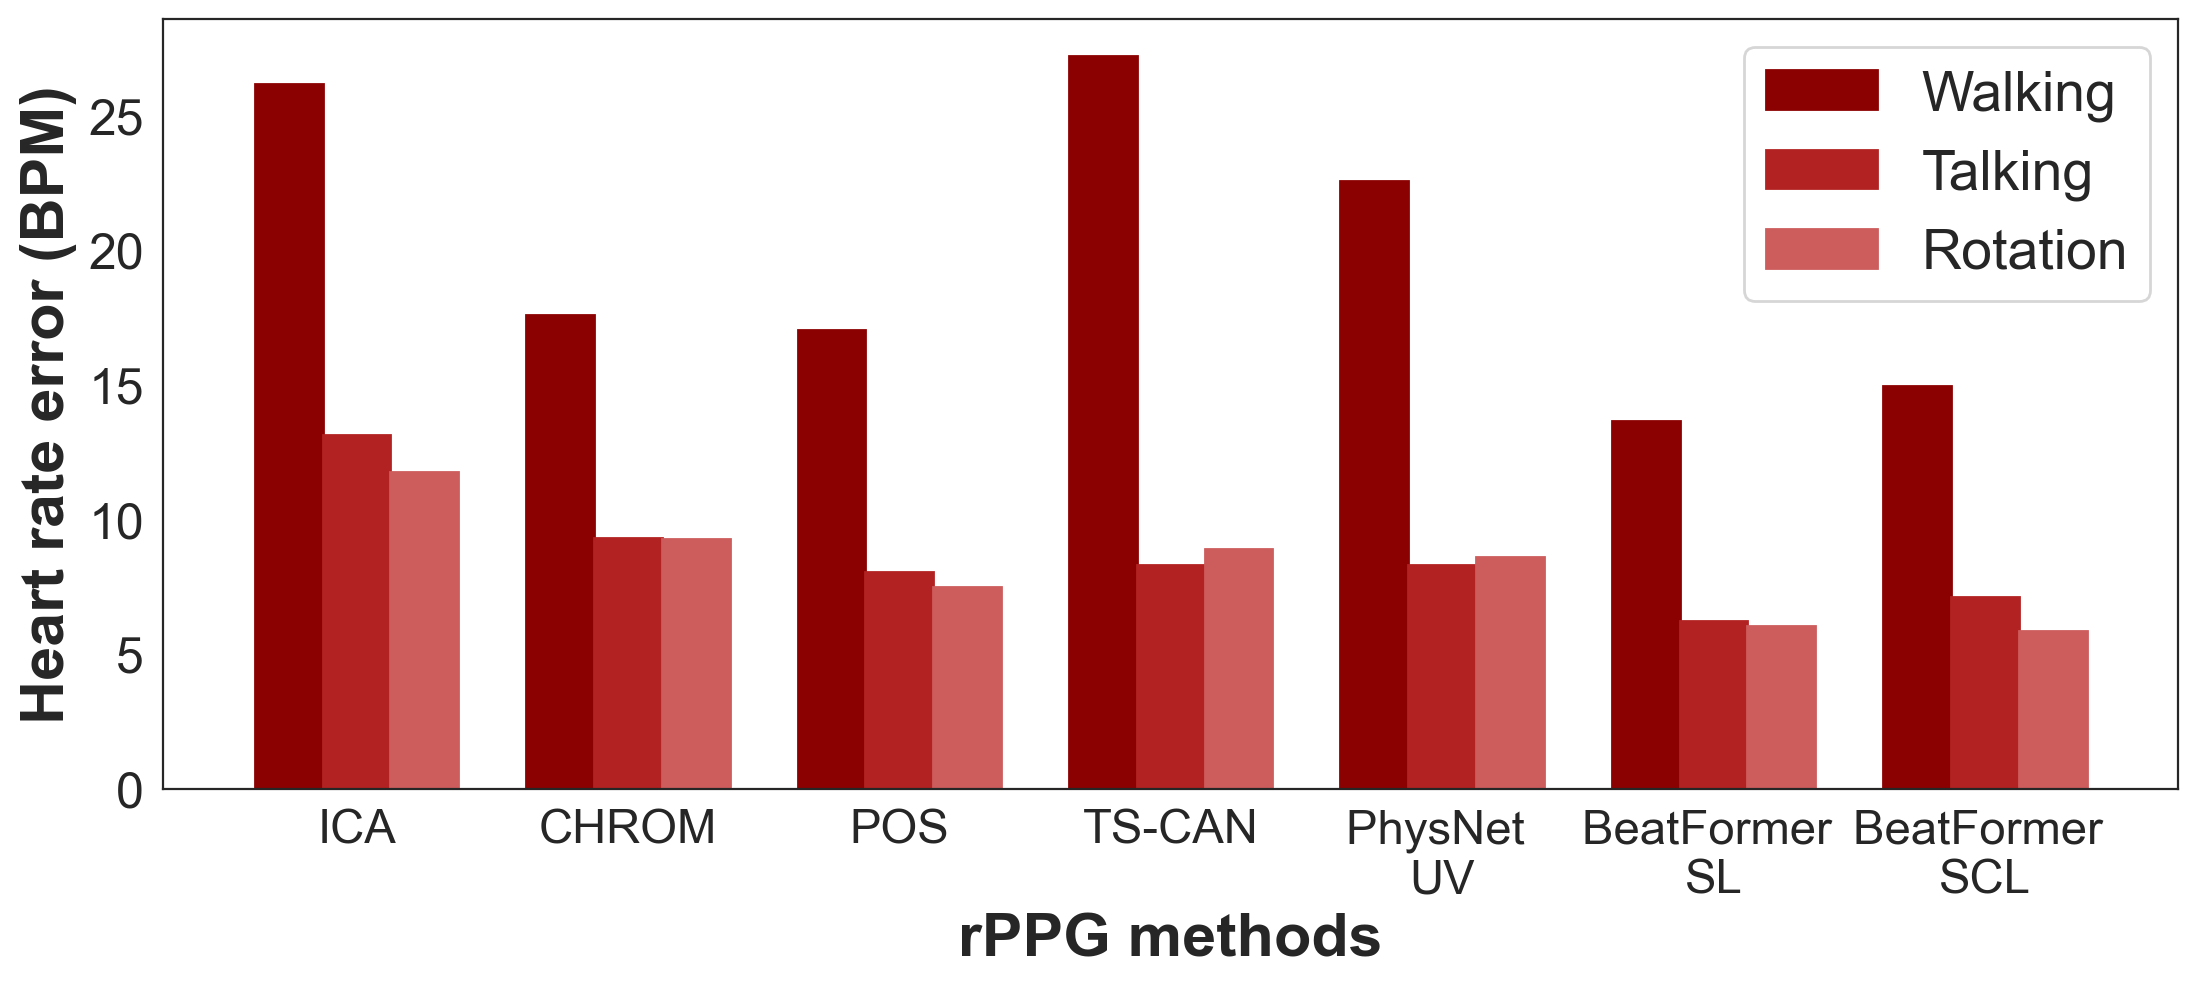 Heart rate error (BPM)
25
20
15
10
5
0
Walking
Talking
Rotation
ICA
CHROM
POS
TS-CAN
PhysNet
UV
BeatFormer
SL
BeatFormer
SCL
rPPG methods